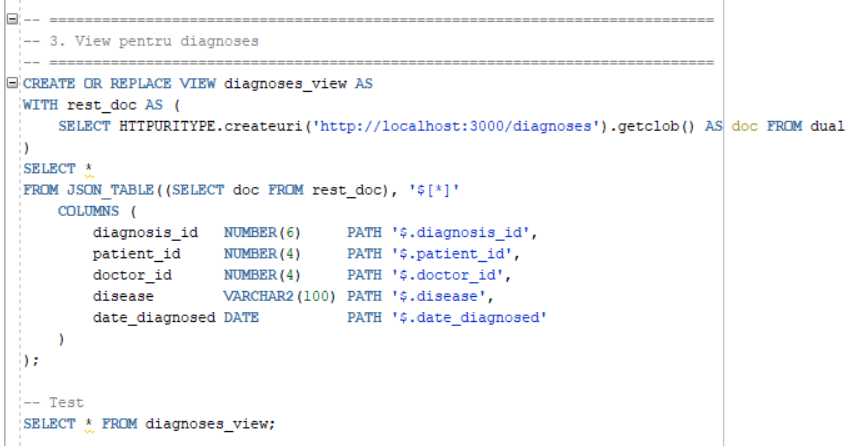 -- ==========================================================================
-- 3. View pentru diagnoses
-- ==========================================================================
CREATE OR REPLACE VIEW diagnoses_view AS
WITH rest_doc AS (
    SELECT HTTPURITYPE.createuri('http://localhost:3000/diagnoses').getclob() AS doc FROM dual
)
SELECT *
FROM JSON_TABLE((SELECT doc FROM rest_doc), '$[*]'
    COLUMNS (
        diagnosis_id   NUMBER(6)     PATH '$.diagnosis_id',
        patient_id     NUMBER(4)     PATH '$.patient_id',
        doctor_id      NUMBER(4)     PATH '$.doctor_id',
        disease        VARCHAR2(100) PATH '$.disease',
        date_diagnosed DATE          PATH '$.date_diagnosed'
    )
);
-- Test
SELECT * FROM diagnoses_view;